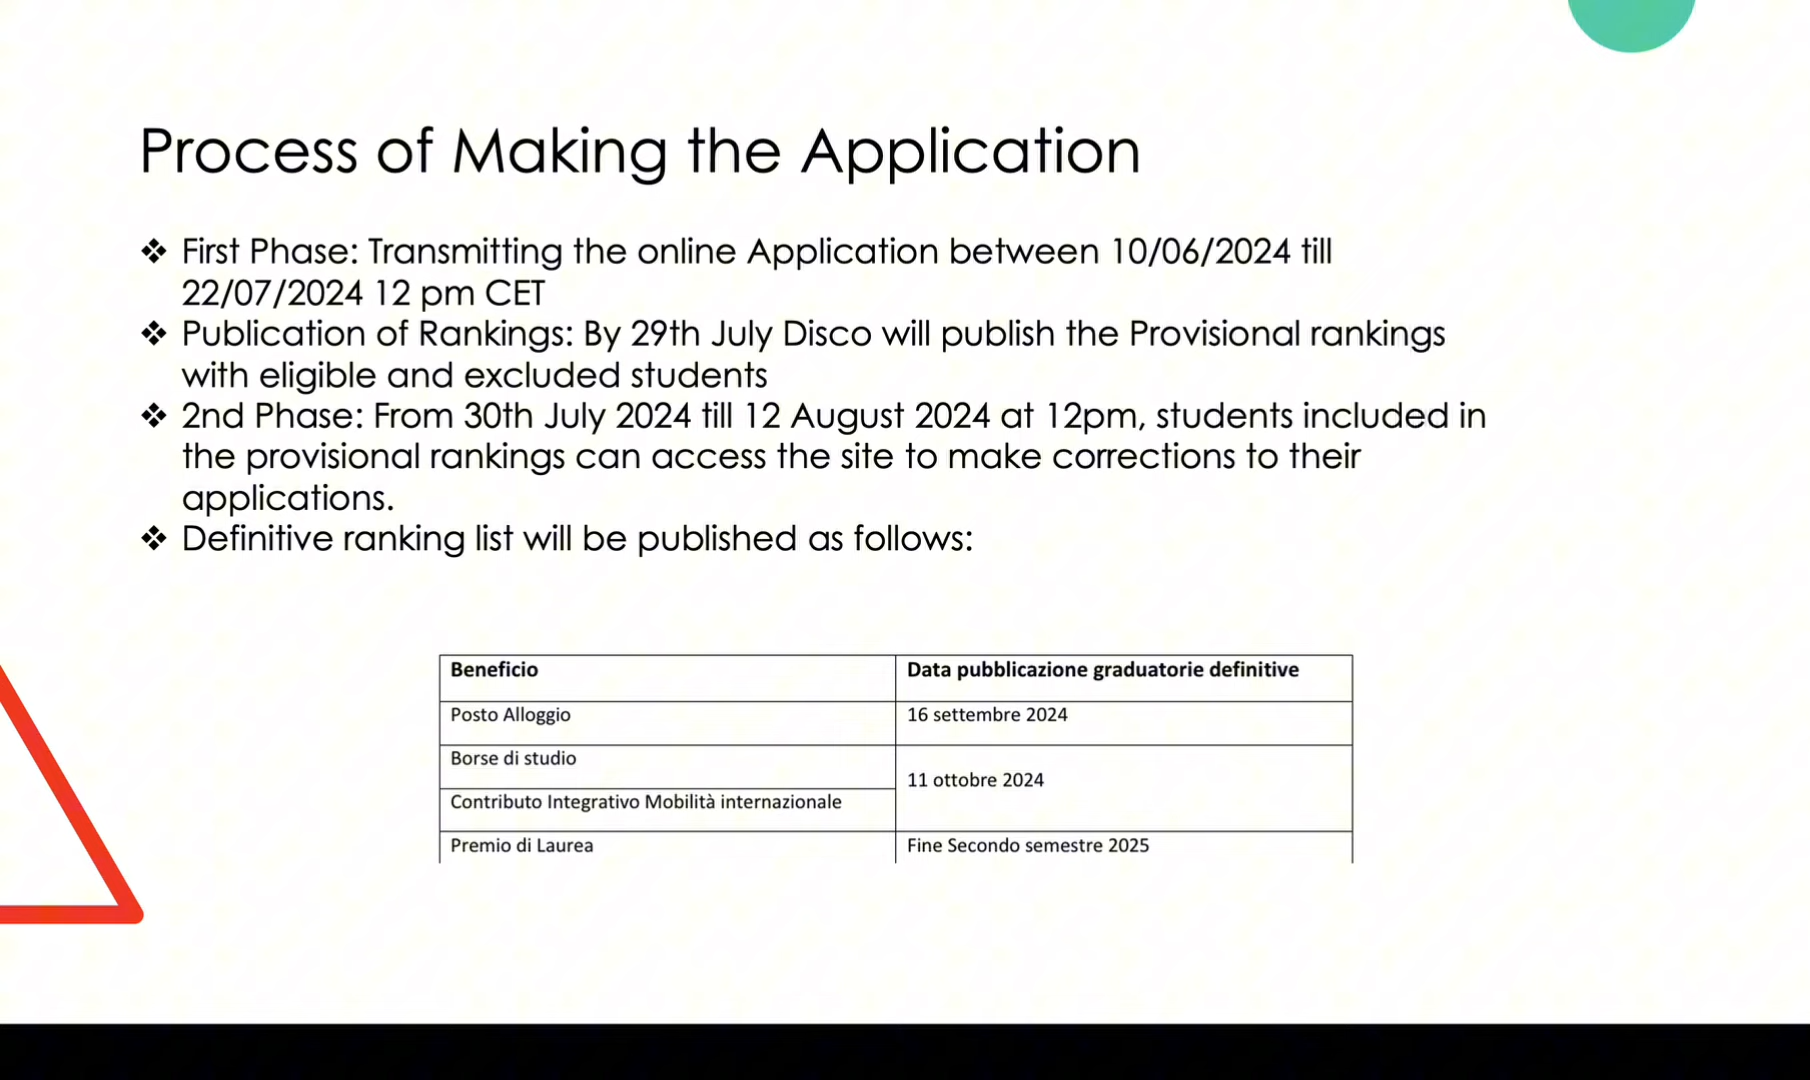 Process of Making the Application
❖ First Phase: Transmitting the online Application between 10/06/2024 till
22/07/2024 12 pm CET
❖ Publication of Rankings: By 29th July Disco will publish the Provisional rankings
with eligible and excluded students
❖ 2nd Phase: From 30th July 2024 till 12 August 2024 at 12pm, students included in
the provisional rankings can access the site to make corrections to their
applications.
❖ Definitive ranking list will be published as follows:
Beneficio Data pubblicazione graduatorie definitive
Posto Alloggio 16 settembre 2024
Borse di studio
11 ottobre 2024
Contributo Integrativo Mobilità internazionale
Premio di Laurea Fine Secondo semestre 2025